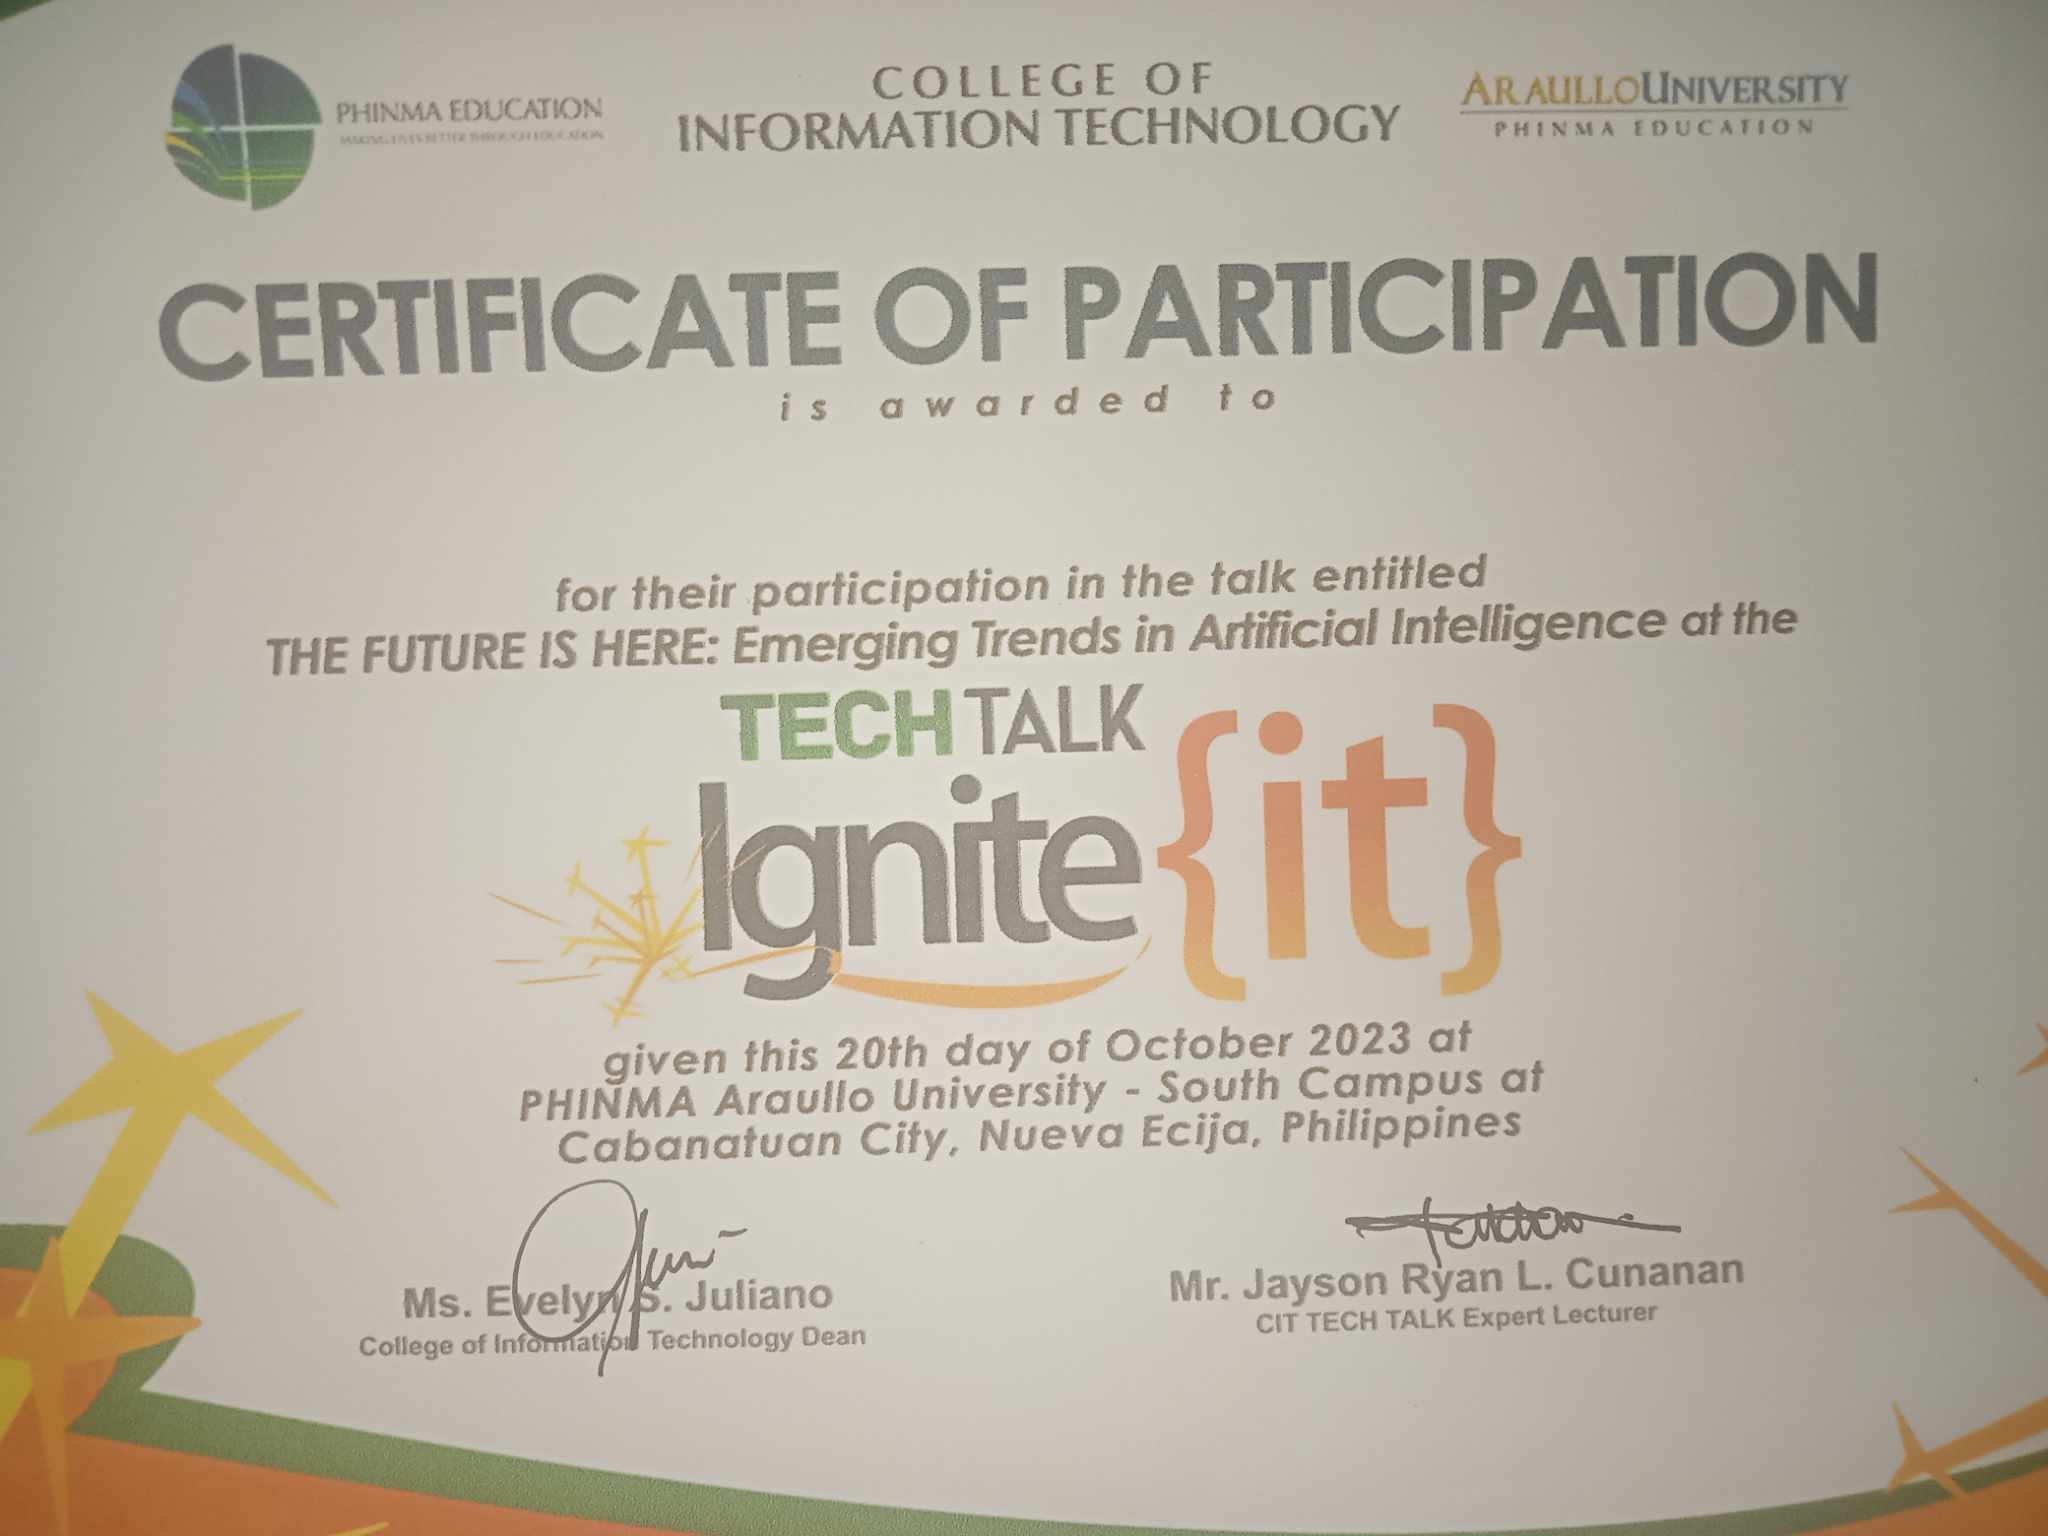 PHINMA EDUCATION
MAKING LIVES BETTER THROUGH EDUCATION
COLLEGE OF
INFORMATION TECHNOLOGY
ARAULLO UNIVERSITY
PHINMA EDUCATION
CERTIFICATE OF PARTICIPATION
is awarded to
for their participation in the talk entitled
THE FUTURE IS HERE: Emerging Trends in Artificial Intelligence at the
TECH TALK
Ignite {it}
given this 20th day of October 2023 at
PHINMA Araullo University - South Campus at
Cabanatuan City, Nueva Ecija, Philippines
Ms. Evelyn S. Juliano
College of Information Technology Dean
Mr. Jayson Ryan L. Cunanan
CIT TECH TALK Expert Lecturer